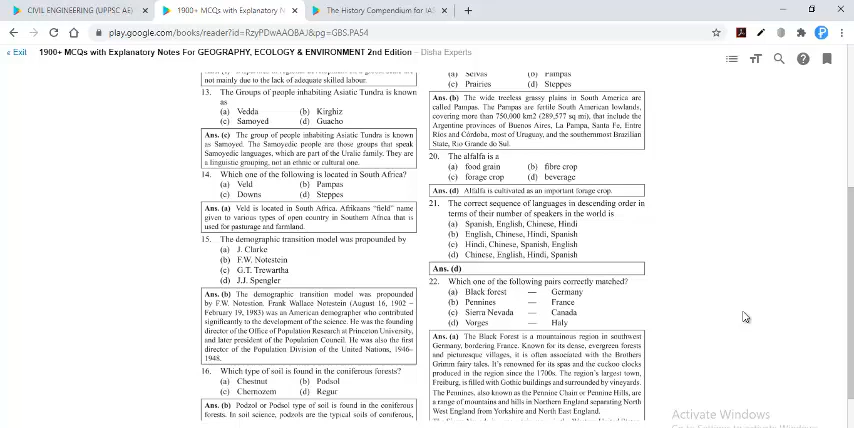 CIVIL ENGINEERING (UPPSC AE)
1900+ MCQs with Explanatory N
The History Compendium for IAS
play.google.com/books/reader?id=RzyPDwAAQBAJ&pg=GBS.PA54
Exit
1900+ MCQs with Explanatory Notes For GEOGRAPHY, ECOLOGY & ENVIRONMENT 2nd Edition – Disha Experts
not mainly due to the lack of adequate skilled labour.
13. The Groups of people inhabiting Asiatic Tundra is known
as
(a) Vedda (b) Kirghiz
(c) Samoyed (d) Guacho
Ans. (c) The group of people inhabiting Asiatic Tundra is known
as Samoyed. The Samoyedic people are those groups that speak
Samoyedic languages, which are part of the Uralic family. They are
a linguistic grouping, not an ethnic or cultural one.
14. Which one of the following is located in South Africa?
(a) Veld (b) Pampas
(c) Downs (d) Steppes
Ans. (a) Veld is located in South Africa. Afrikaans "field" name
given to various types of open country in Southern Africa that is
used for pasturage and farmland.
15. The demographic transition model was propounded by
(a) J. Clarke
(b) F.W. Notestein
(c) G.T. Trewartha
(d) J.J. Spengler
Ans. (b) The demographic transition model was propounded
by F.W. Notestion. Frank Wallace Notestein (August 16, 1902 –
February 19, 1983) was an American demographer who contributed
significantly to the development of the science. He was the founding
director of the Office of Population Research at Princeton University,
and later president of the Population Council. He was also the first
director of the Population Division of the United Nations, 1946–
1948.
16. Which type of soil is found in the coniferous forests?
(a) Chestnut (b) Podsol
(c) Chernozem (d) Regur
Ans. (b) Podzol or Podsol type of soil is found in the coniferous
forests. In soil science, podzols are the typical soils of coniferous,
(a) Selvas (b) Pampas
(c) Prairies (d) Steppes
Ans. (b) The wide treeless grassy plains in South America are
called Pampas. The Pampas are fertile South American lowlands,
covering more than 750,000 km2 (289,577 sq mi), that include the
Argentine provinces of Buenos Aires, La Pampa, Santa Fe, Entre
Ríos and Córdoba, most of Uruguay, and the southernmost Brazilian
State, Rio Grande do Sul.
20. The alfalfa is a
(a) food grain (b) fibre crop
(c) forage crop (d) beverage
Ans. (d) Alfalfa is cultivated as an important forage crop.
21. The correct sequence of languages in descending order in
terms of their number of speakers in the world is
(a) Spanish, English, Chinese, Hindi
(b) English, Chinese, Hindi, Spanish
(c) Hindi, Chinese, Spanish, English
(d) Chinese, English, Hindi, Spanish
Ans. (d)
22. Which one of the following pairs correctly matched?
(a) Black forest — Germany
(b) Pennines — France
(c) Sierra Nevada — Canada
(d) Vorges — Italy
Ans. (a) The Black Forest is a mountainous region in southwest
Germany, bordering France. Known for its dense, evergreen forests
and picturesque villages, it is often associated with the Brothers
Grimm fairy tales. It's renowned for its spas and the cuckoo clocks
produced in the region since the 1700s. The region's largest town,
Freiburg, is filled with Gothic buildings and surrounded by vineyards.
The Pennines, also known as the Pennine Chain or Pennine Hills, are
a range of mountains and hills in Northern England separating North
West England from Yorkshire and North East England.
Activate Windows